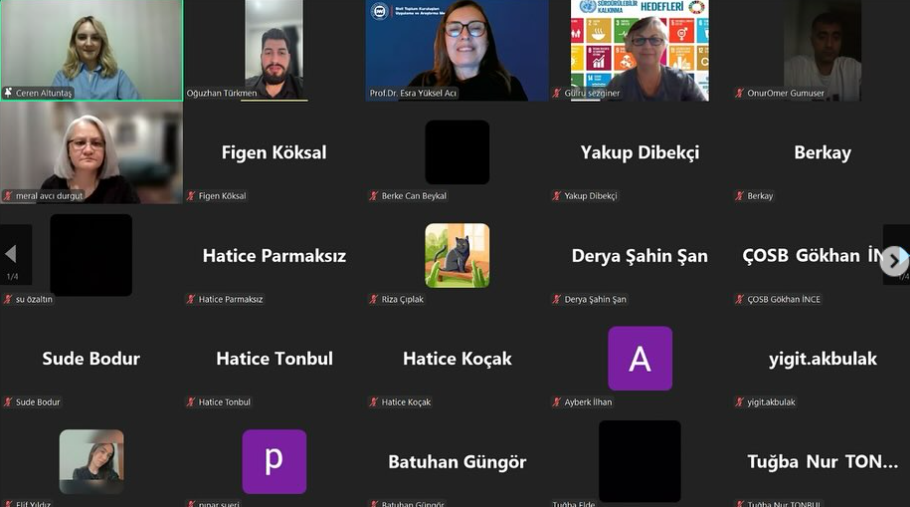 Sivil Toplum Kuruluşları
SÜRDÜRÜLEBİLİR
KALKINMA HEDEFLERİ
Ceren Altuntaş
Oğuzhan Türkmen
Prof.Dr. Esra Yüksel Acı
Gülru sezginer
OnurOmer Gumuser
Figen Köksal
Yakup Dibekçi
Berkay
meral avcı durgut
Figen Köksal
Berke Can Beykal
Yakup Dibekçi
Berkay
Hatice Parmaksız
Derya Şahin Şan
ÇOSB Gökhan İN
1/4
1/4
su özaltın
Hatice Parmaksız
Riza Çıplak
Derya Şahin Şan
ÇOSB Gökhan İNCE
Sude Bodur
Hatice Tonbul
Hatice Koçak
A
yigit.akbulak
Sude Bodur
Hatice Tonbul
Hatice Koçak
Ayberk İlhan
yigit.akbulak
p
Batuhan Güngör
Tuğba Nur TON...
Elif Yıldız
pınar sueri
Batuhan Güngör
Tuğba Elde
Tuğba Nur TONBUL